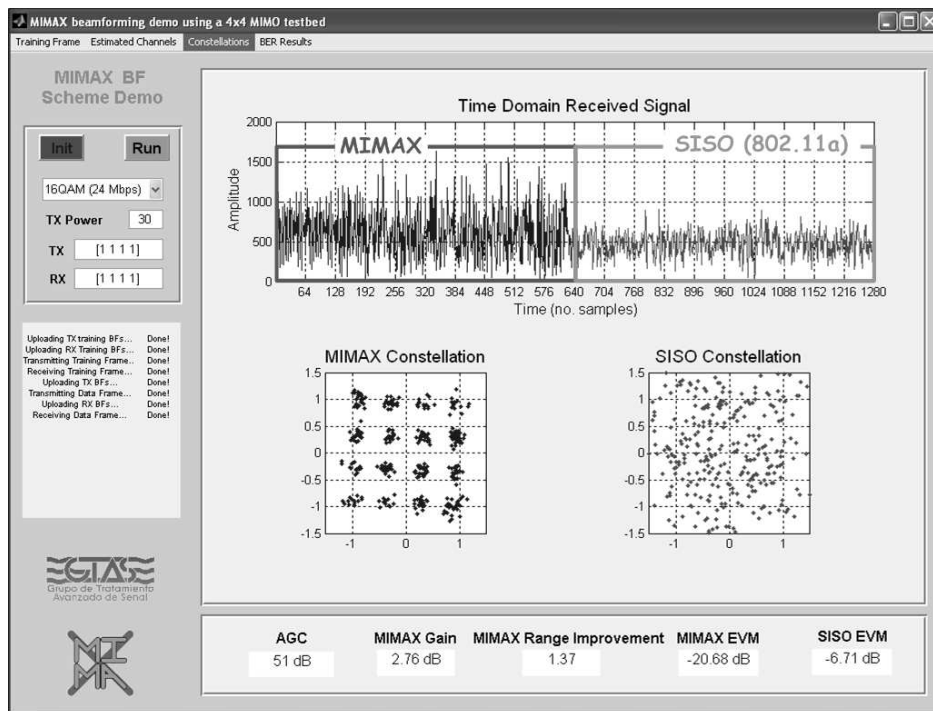 MIMAX beamforming demo using a 4x4 MIMO testbed
Training Frame Estimated Channels Constellations BER Results
MIMAX BF
Scheme Demo
Init Run
16QAM (24 Mbps)
TX Power 30
TX [1 1 1 1]
RX [1 1 1 1]
Uploading TX training BFs... Done!
Uploading RX Training BFs... Done!
Transmitting Training Frame.. Done!
Receiving Training Frame... Done!
Uploading TX BFs... Done!
Transmitting Data Frame... Done!
Uploading RX BFs... Done!
Receiving Data Frame... Done!
GTAS
Grupo de Tratamiento
Avanzado de Señal
MIMA
Time Domain Received Signal
MIMAX SISO (802.11a)
Amplitude
2000
1500
1000
500
0
64 128 192 256 320 384 448 512 576 640 704 768 832 896 960 1024 1088 1152 1216 1280
Time (no. samples)
MIMAX Constellation
1.5
1
0.5
0
-0.5
-1
-1.5
-1 0 1
SISO Constellation
1.5
1
0.5
0
-0.5
-1
-1.5
-1 0 1
AGC MIMAX Gain MIMAX Range Improvement MIMAX EVM SISO EVM
51 dB 2.76 dB 1.37 -20.68 dB -6.71 dB